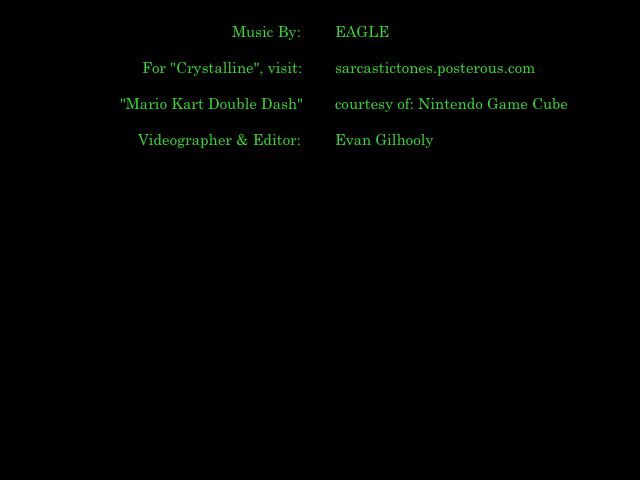 Music By: EAGLE
For "Crystalline", visit: sarcastictones.posterous.com
"Mario Kart Double Dash" courtesy of: Nintendo Game Cube
Videographer & Editor: Evan Gilhooly